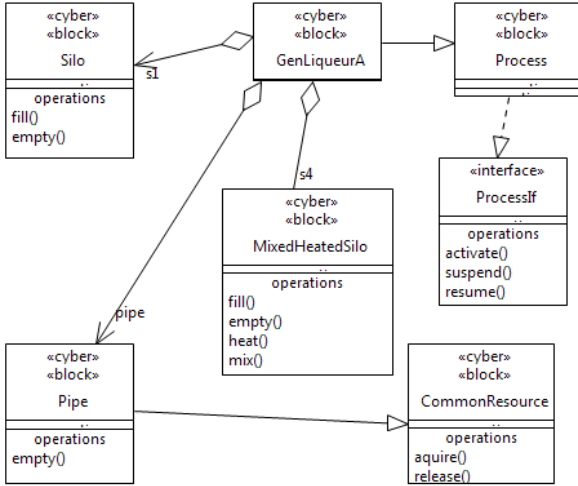 «cyber»
«block»
Silo
operations
fill()
empty()
s1
«cyber»
«block»
GenLiqueurA
«cyber»
«block»
Process
«interface»
ProcessIf
operations
activate()
suspend()
resume()
s4
«cyber»
«block»
MixedHeatedSilo
operations
fill()
empty()
heat()
mix()
pipe
«cyber»
«block»
Pipe
operations
empty()
«cyber»
«block»
CommonResource
operations
aquire()
release()